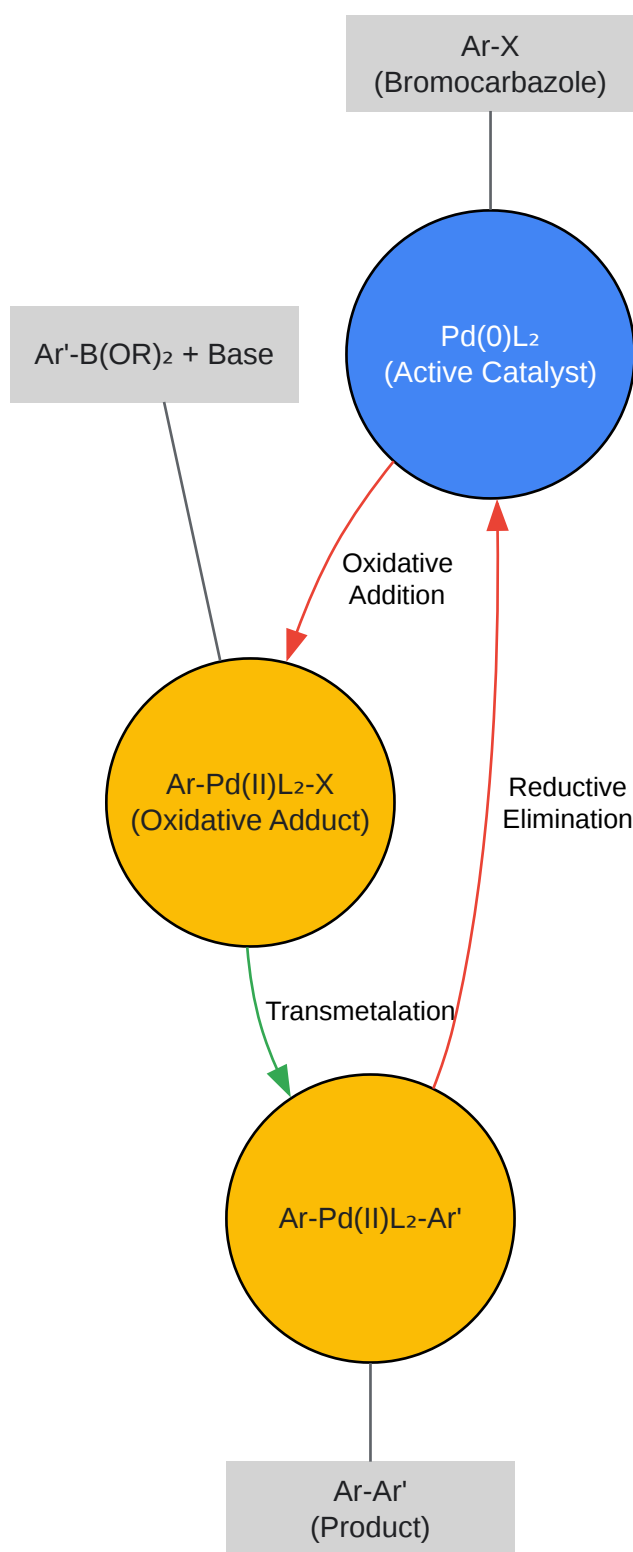 Ar-X
(Bromocarbazole)
Pd(0)L₂
(Active Catalyst)
Ar'-B(OR)₂ + Base
Oxidative
Addition
Ar-Pd(II)L₂-X
(Oxidative Adduct)
Reductive
Elimination
Transmetalation
Ar-Pd(II)L₂-Ar'
Ar-Ar'
(Product)